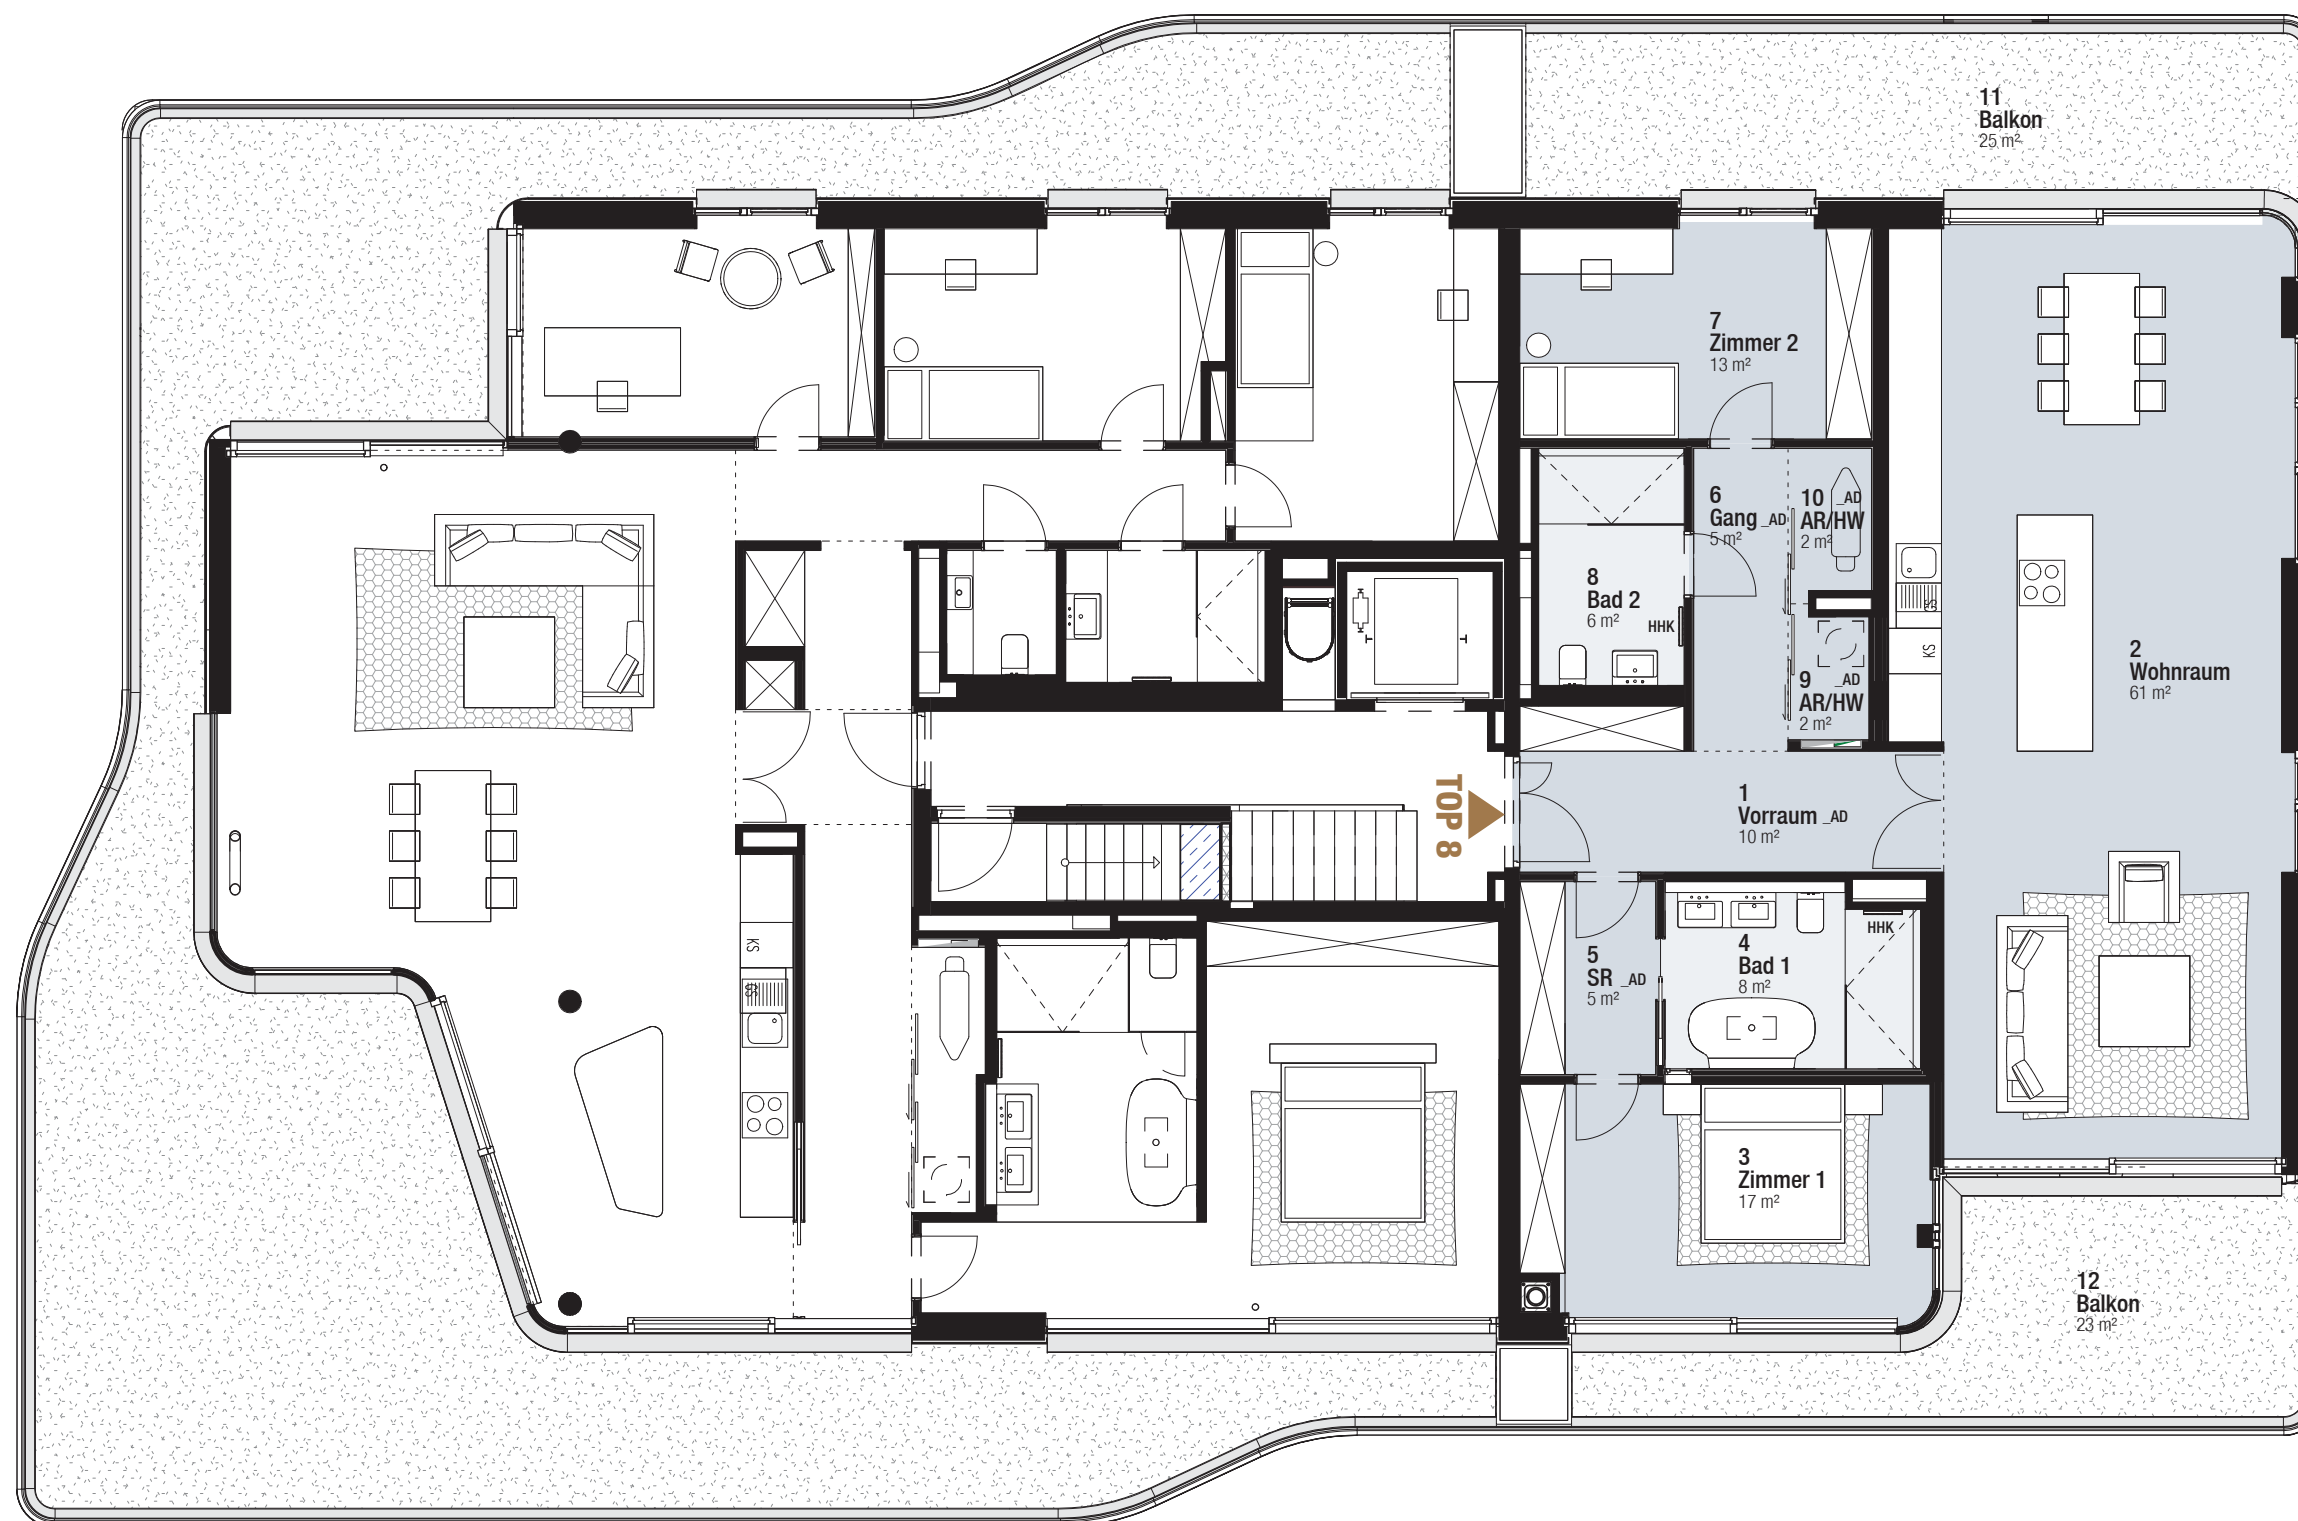 11
Balkon
25 m²
7
Zimmer 2
13 m²
6
Gang _AD
5 m²
10 _AD
AR/HW
2 m²
8
Bad 2
6 m²
HHK
GS
KS
9 _AD
AR/HW
2 m²
2
Wohnraum
61 m²
TOP 8
1
Vorraum _AD
10 m²
KS
GS
5
SR _AD
5 m²
4
Bad 1
8 m²
HHK
3
Zimmer 1
17 m²
12
Balkon
23 m²